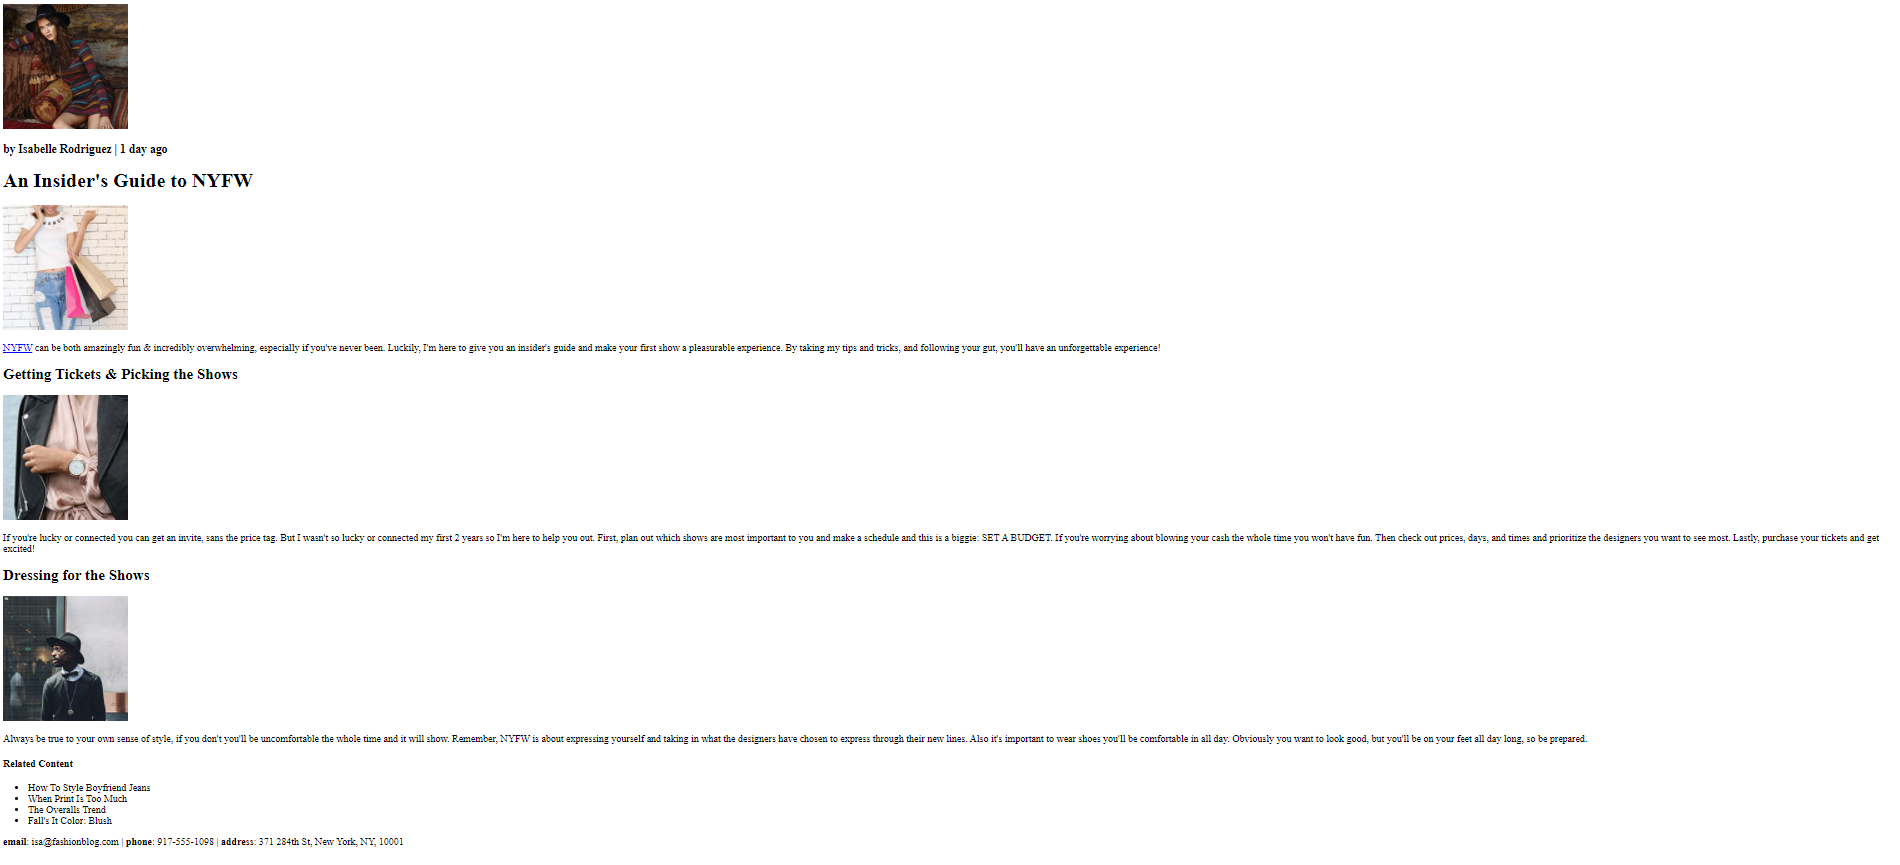 by Isabelle Rodriguez | 1 day ago
An Insider's Guide to NYFW
NYFW can be both amazingly fun & incredibly overwhelming, especially if you've never been. Luckily, I'm here to give you an insider's guide and make your first show a pleasurable experience. By taking my tips and tricks, and following your gut, you'll have an unforgettable experience!
Getting Tickets & Picking the Shows
If you're lucky or connected you can get an invite, sans the price tag. But I wasn't so lucky or connected my first 2 years so I'm here to help you out. First, plan out which shows are most important to you and make a schedule and this is a biggie: SET A BUDGET. If you're worrying about blowing your cash the whole time you won't have fun. Then check out prices, days, and times and prioritize the designers you want to see most. Lastly, purchase your tickets and get
excited!
Dressing for the Shows
Always be true to your own sense of style, if you don't you'll be uncomfortable the whole time and it will show. Remember, NYFW is about expressing yourself and taking in what the designers have chosen to express through their new lines. Also it's important to wear shoes you'll be comfortable in all day. Obviously you want to look good, but you'll be on your feet all day long, so be prepared.
Related Content
• How To Style Boyfriend Jeans
• When Print Is Too Much
• The Overalls Trend
• Fall's It Color: Blush
email: isa@fashionblog.com | phone: 917-555-1098 | address: 371 284th St, New York, NY, 10001